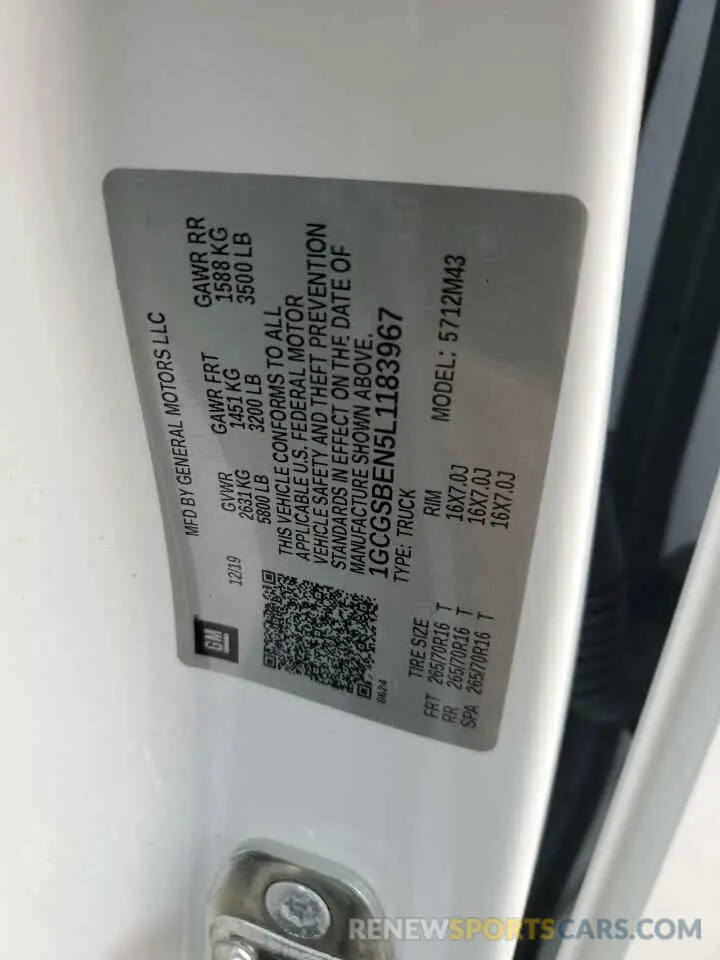 MFD BY GENERAL MOTORS LLC
GM
12/19
GVWR
2631 KG
5800 LB
GAWR FRT
1451 KG
3200 LB
GAWR RR
1588 KG
3500 LB
THIS VEHICLE CONFORMS TO ALL
APPLICABLE U.S. FEDERAL MOTOR
VEHICLE SAFETY AND THEFT PREVENTION
STANDARDS IN EFFECT ON THE DATE OF
MANUFACTURE SHOWN ABOVE.
1GCGSBEN5L1183967
TYPE: TRUCK
MODEL: 5712M43
8624
TIRE SIZE RIM
FRT 265/70R16 T 16X7.0J
RR 265/70R16 T 16X7.0J
SPA 265/70R16 T 16X7.0J
RENEWSPORTSCARS.COM